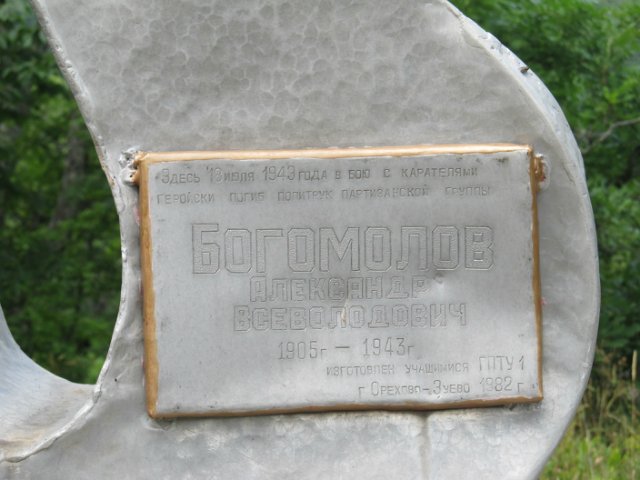 Здесь 13 июля 1943 года в бою с карателями
геройски погиб политрук партизанской группы
БОГОМОЛОВ
АЛЕКСАНДР
ВСЕВОЛОДОВИЧ
1905г – 1943г
изготовлен учащимися ГПТУ 1
г Орехово-Зуево 1982 г